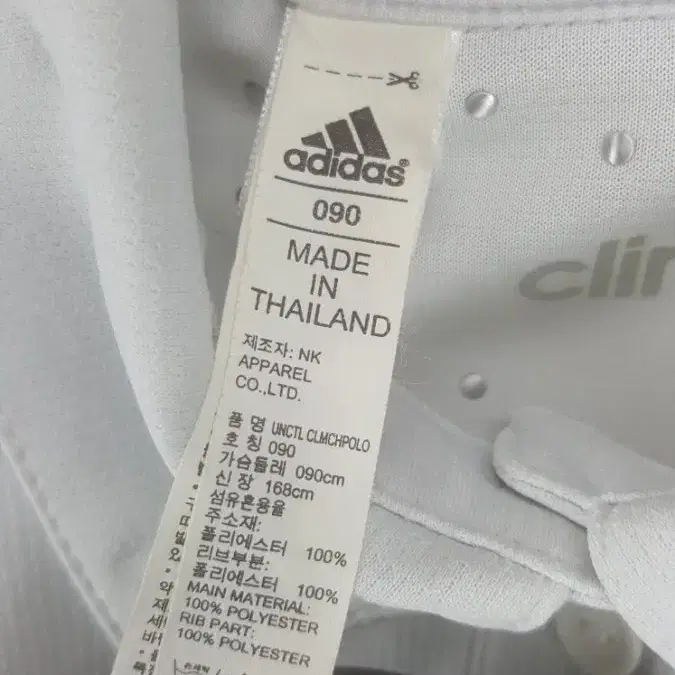 adidas®
090
MADE
IN
THAILAND
제조자: NK
APPAREL
CO.,LTD.
품 명 UNCTL CLMCHPOLO
호 칭 090
가슴둘레 090cm
신 장 168cm
섬유혼용율
주소재:
폴리에스터 100%
리브부분:
폴리에스터 100%
MAIN MATERIAL:
100% POLYESTER
RIB PART:
100% POLYESTER